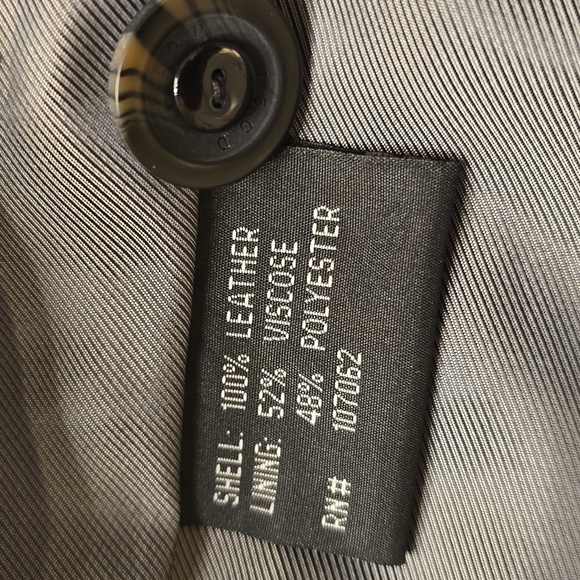 SHELL: 100% LEATHER
LINING: 52% VISCOSE
48% POLYESTER
RN# 107062